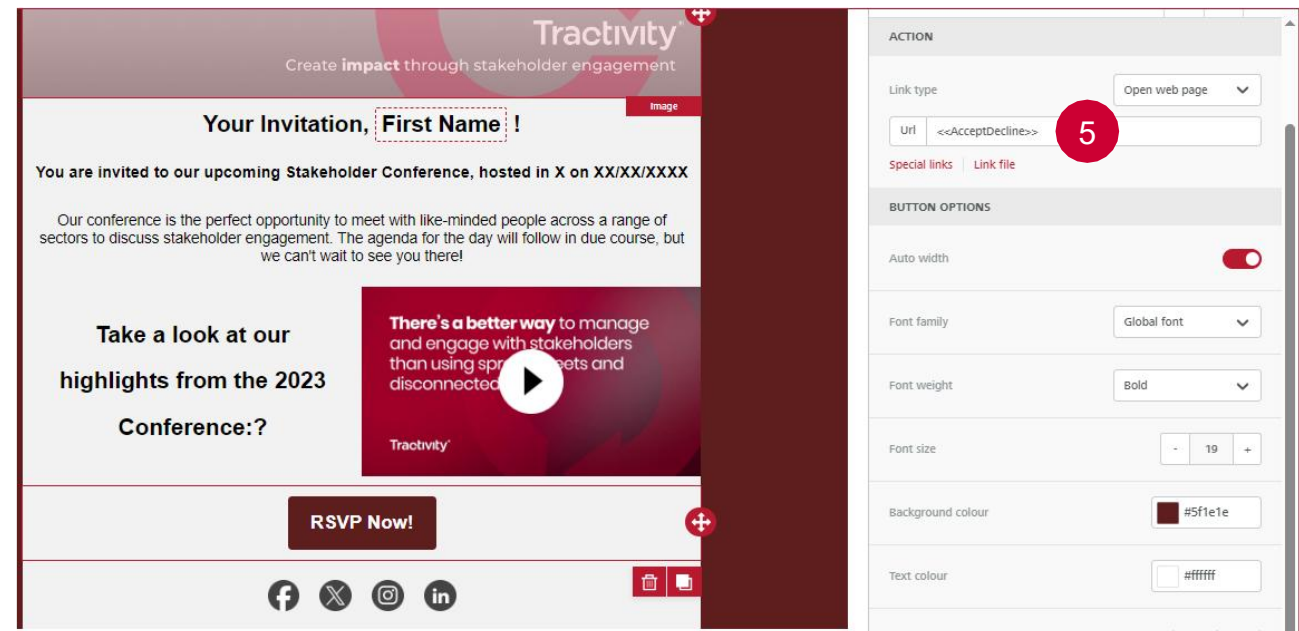 Tractivity
Create impact through stakeholder engagement
Image
Your Invitation, First Name !
You are invited to our upcoming Stakeholder Conference, hosted in X on XX/XX/XXXX
Our conference is the perfect opportunity to meet with like-minded people across a range of
sectors to discuss stakeholder engagement. The agenda for the day will follow in due course, but
we can't wait to see you there!
Take a look at our
highlights from the 2023
Conference:?
There's a better way to manage
and engage with stakeholders
than using
disconnected
Tractivity
RSVP Now!
in
ACTION
Link type
Open web page
Url
<<AcceptDecline>>
5
Special links
Link file
BUTTON OPTIONS
Auto width
Font family
Global font
Font weight
Bold
Font size
- 19 +
Background colour
#5f1e1e
Text colour
#ffffff